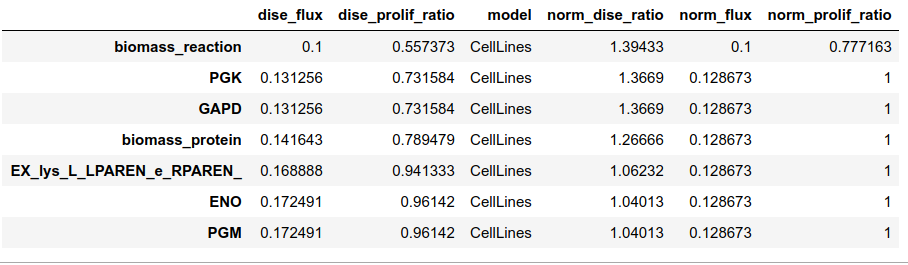 dise_flux dise_prolif_ratio model norm_dise_ratio norm_flux norm_prolif_ratio
biomass_reaction 0.1 0.557373 CellLines 1.39433 0.1 0.777163
PGK 0.131256 0.731584 CellLines 1.3669 0.128673 1
GAPD 0.131256 0.731584 CellLines 1.3669 0.128673 1
biomass_protein 0.141643 0.789479 CellLines 1.26666 0.128673 1
EX_lys_L_LPAREN_e_RPAREN_ 0.168888 0.941333 CellLines 1.06232 0.128673 1
ENO 0.172491 0.96142 CellLines 1.04013 0.128673 1
PGM 0.172491 0.96142 CellLines 1.04013 0.128673 1